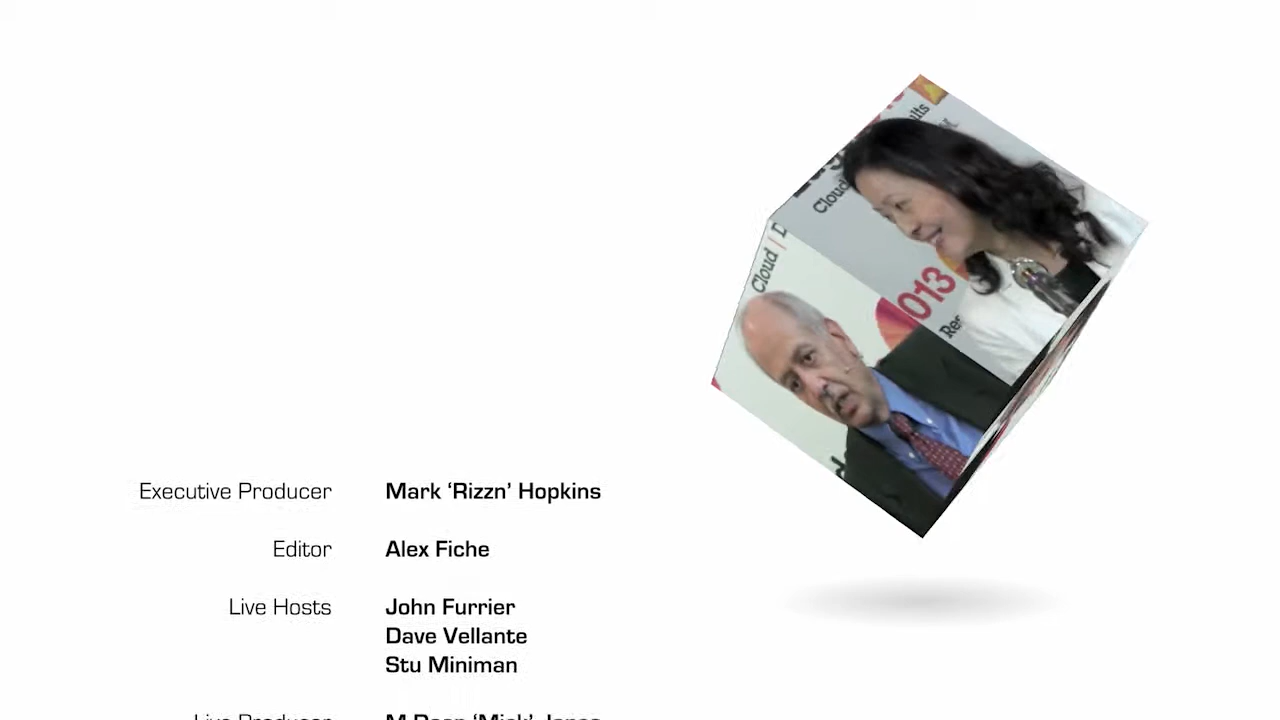 Cloud
Cloud |
013
Executive Producer Mark ‘Rizzn’ Hopkins
Editor Alex Fiche
Live Hosts John Furrier
Dave Vellante
Stu Miniman